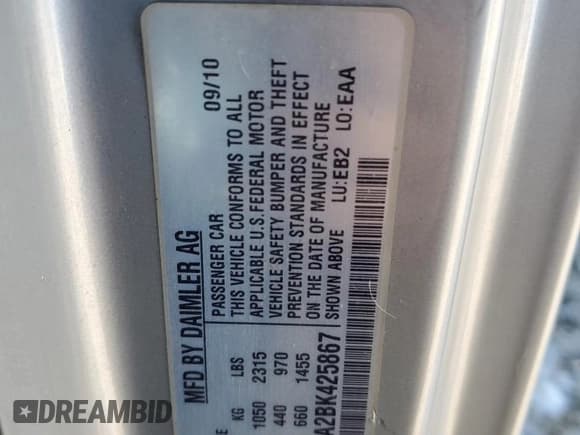 MFD BY DAIMLER AG
09/10
PASSENGER CAR
THIS VEHICLE CONFORMS TO ALL
APPLICABLE U.S. FEDERAL MOTOR
VEHICLE SAFETY BUMPER AND THEFT
PREVENTION STANDARDS IN EFFECT
ON THE DATE OF MANUFACTURE
SHOWN ABOVE LU:EB2 LO:EAA
KG LBS
1050 2315
440 970
660 1455
A2BK425867
DREAMBID